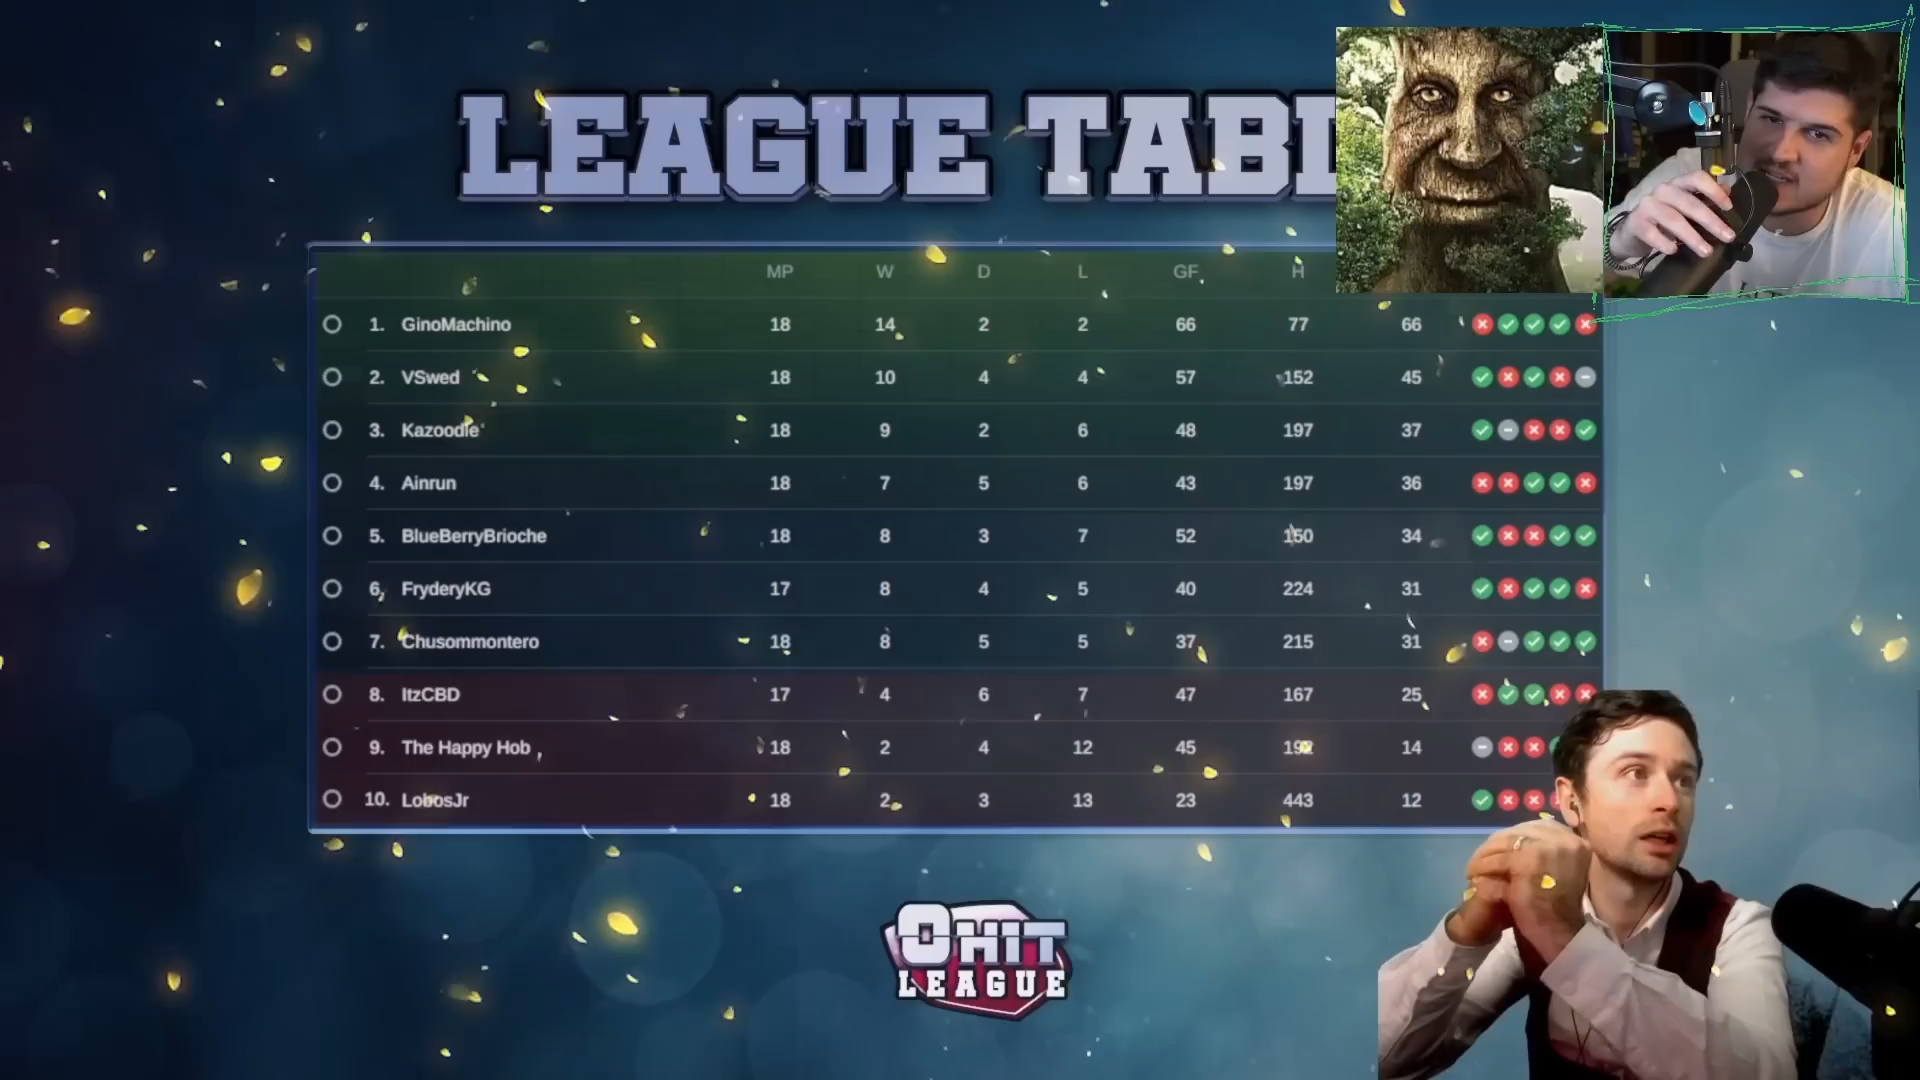 LEAGUE TABL
MP W D L GF H
1. GinoMachino 18 14 2 2 66 77 66
2. VSwed 18 10 4 4 57 152 45
3. Kazoodle 18 9 2 6 48 197 37
4. Ainrun 18 7 5 6 43 197 36
5. BlueBerryBrioche 18 8 3 7 52 150 34
6. FryderyKG 17 8 4 5 40 224 31
7. Chusommontero 18 8 5 5 37 215 31
8. ItzCBD 17 4 6 7 47 167 25
9. The Happy Hob 18 2 4 12 45 192 14
10. LobosJr 18 2 3 13 23 443 12
0HIT
LEAGUE